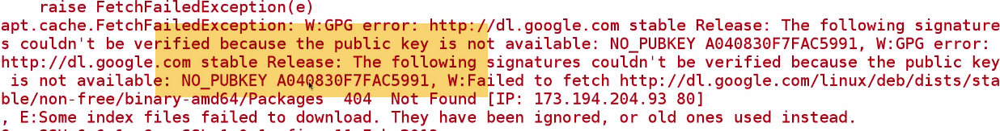 raise FetchFailedException(e)
apt.cache.FetchFailedException: W:GPG error: http://dl.google.com stable Release: The following signature
s couldn't be verified because the public key is not available: NO_PUBKEY A040830F7FAC5991, W:GPG error:
http://dl.google.com stable Release: The following signatures couldn't be verified because the public key
is not available: NO_PUBKEY A040830F7FAC5991, W:Failed to fetch http://dl.google.com/linux/deb/dists/sta
ble/non-free/binary-amd64/Packages  404  Not Found [IP: 173.194.204.93 80]
, E:Some index files failed to download. They have been ignored, or old ones used instead.